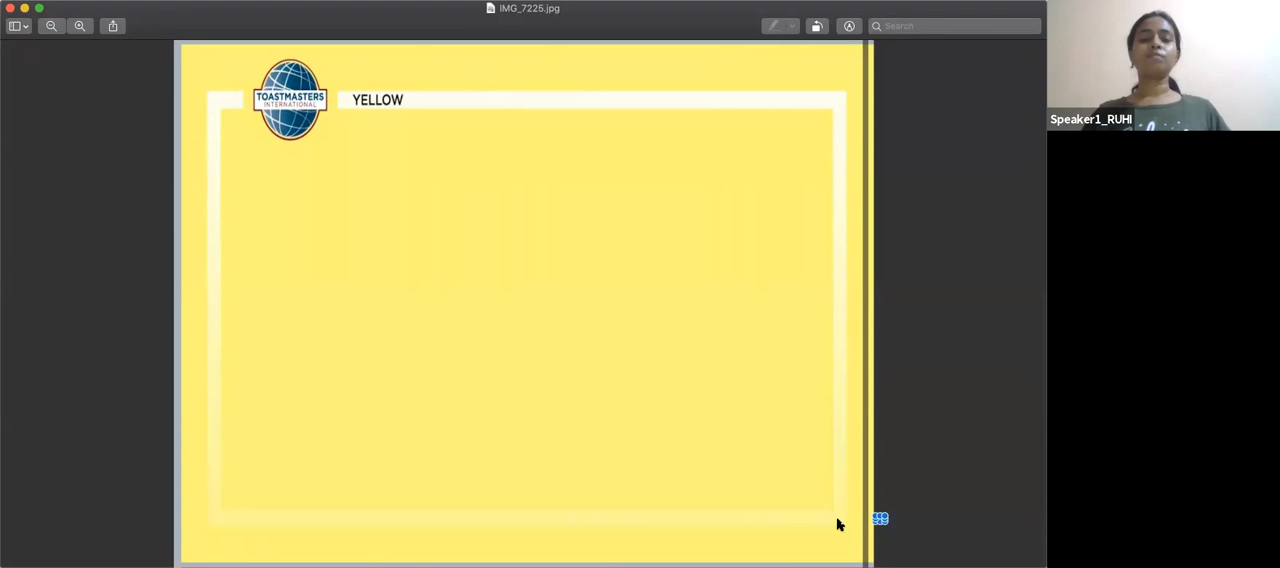 IMG_7225.jpg
Search
TOASTMASTERS
INTERNATIONAL
YELLOW
Speaker1_RUHI